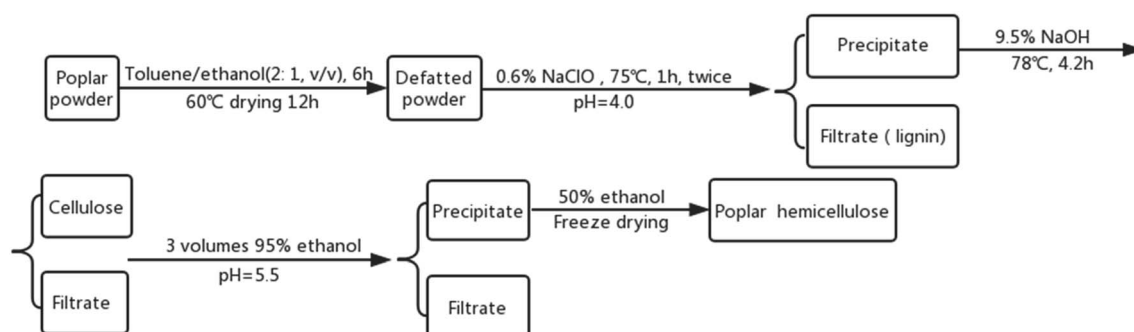 Poplar
powder
Toluene/ethanol(2: 1, v/v), 6h
60℃ drying 12h
Defatted
powder
0.6% NaClO , 75℃, 1h, twice
pH=4.0
Precipitate
Filtrate ( lignin)
9.5% NaOH
78℃, 4.2h
Cellulose
Filtrate
3 volumes 95% ethanol
pH=5.5
Precipitate
Filtrate
50% ethanol
Freeze drying
Poplar hemicellulose